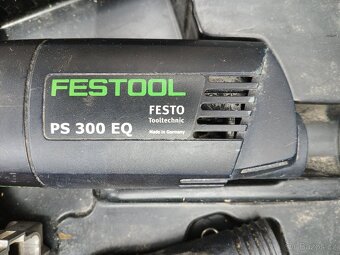 FESTOOL
FESTO
Tooltechnic
PS 300 EQ
Made in Germany